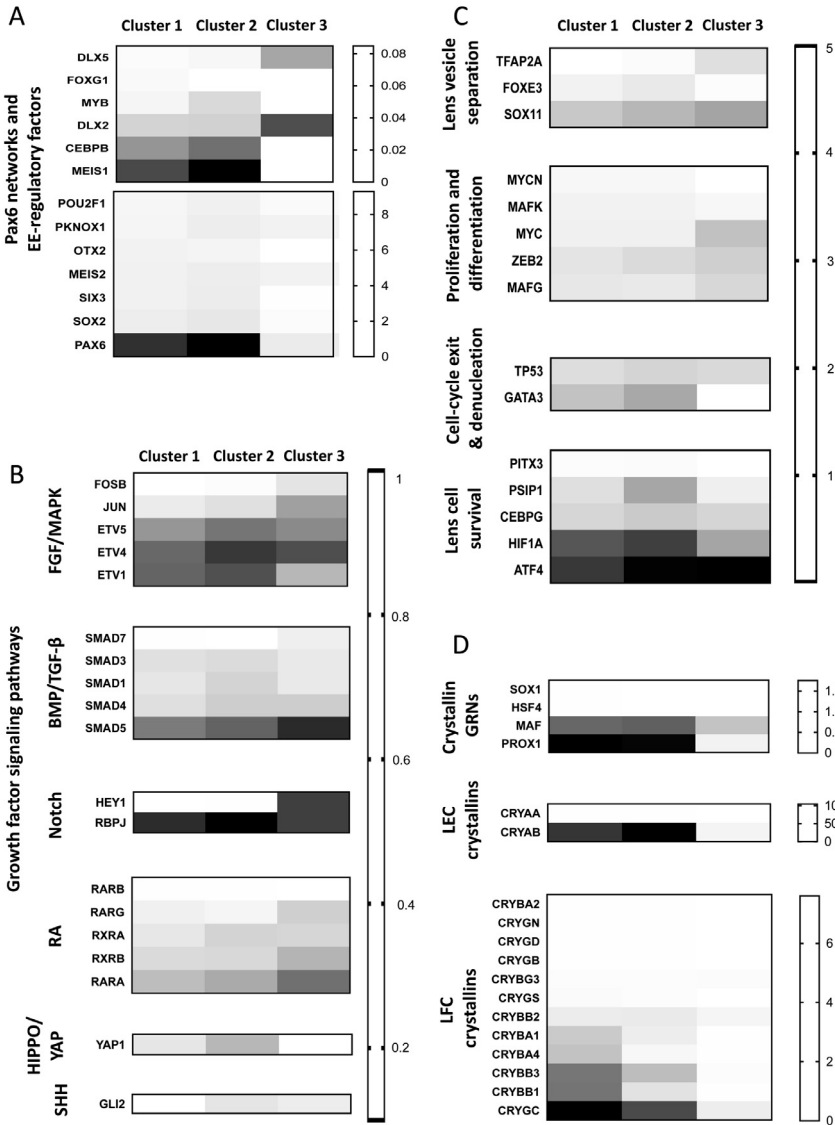 A
Cluster 1 Cluster 2 Cluster 3
Pax6 networks and
EE-regulatory factors
DLX5
FOXG1
MYB
DLX2
CEBPB
MEIS1
0.08
0.06
0.04
0.02
0
POU2F1
PKNOX1
OTX2
MEIS2
SIX3
SOX2
PAX6
8
6
4
2
0
B
Cluster 1 Cluster 2 Cluster 3
Growth factor signaling pathways
FGF/MAPK
FOSB
JUN
ETV5
ETV4
ETV1
BMP/TGF-β
SMAD7
SMAD3
SMAD1
SMAD4
SMAD5
Notch
HEY1
RBPJ
RA
RARB
RARG
RXRA
RXRB
RARA
HIPPO/
YAP
YAP1
SHH
GLI2
1
0.8
0.6
0.4
0.2
0
C
Cluster 1 Cluster 2 Cluster 3
Lens vesicle
separation
TFAP2A
FOXE3
SOX11
Proliferation and
differentiation
MYCN
MAFK
MYC
ZEB2
MAFG
Cell-cycle exit
& denucleation
TP53
GATA3
Lens cell
survival
PITX3
PSIP1
CEBPG
HIF1A
ATF4
5
4
3
2
1
D
Crystallin
GRNs
SOX1
HSF4
MAF
PROX1
1.
1.
0.
0
LEC
crystallins
CRYAA
CRYAB
10
50
0
LFC
crystallins
CRYBA2
CRYGN
CRYGD
CRYGB
CRYBG3
CRYGS
CRYBB2
CRYBA1
CRYBA4
CRYBB3
CRYBB1
CRYGC
6
4
2
0